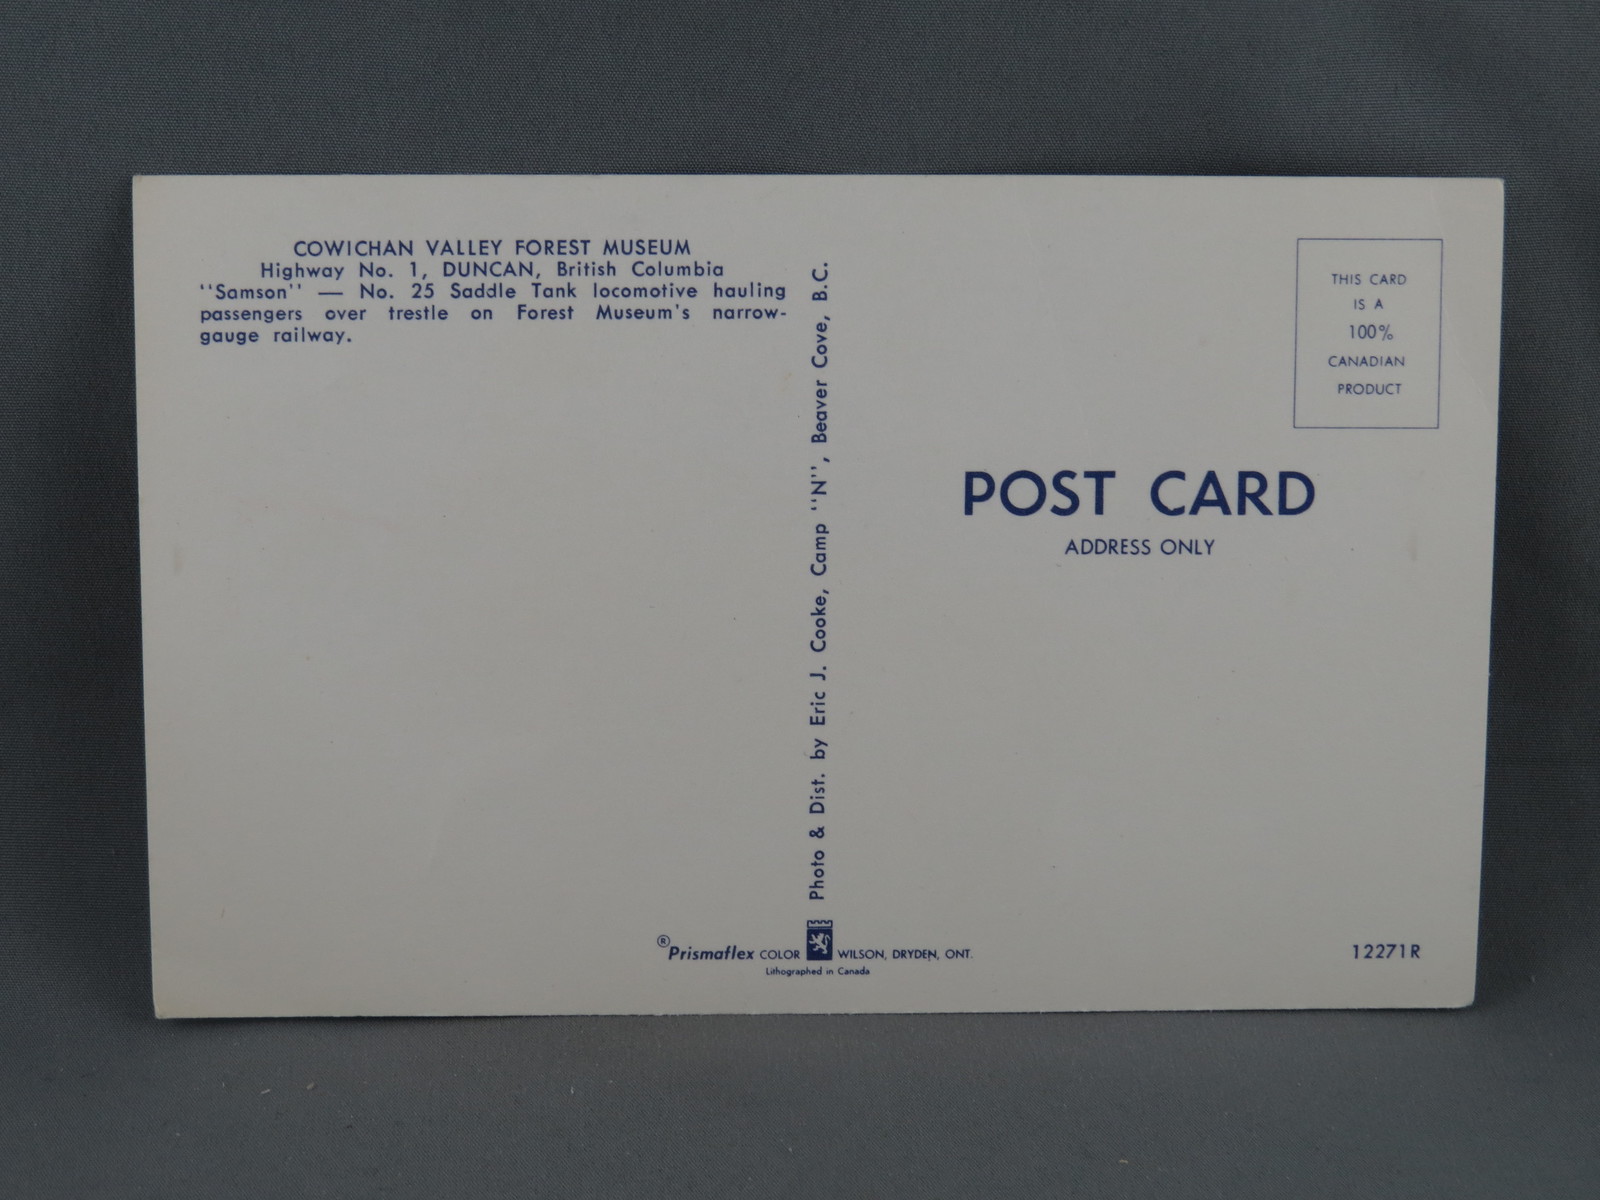 COWICHAN VALLEY FOREST MUSEUM
Highway No. 1, DUNCAN, British Columbia
''Samson'' — No. 25 Saddle Tank locomotive hauling
passengers over trestle on Forest Museum's narrow-
gauge railway.
Photo & Dist. by Eric J. Cooke, Camp ''N'', Beaver Cove, B.C.
THIS CARD
IS A
100%
CANADIAN
PRODUCT
POST CARD
ADDRESS ONLY
®Prismaflex COLOR WILSON, DRYDEN, ONT.
Lithographed in Canada
12271R